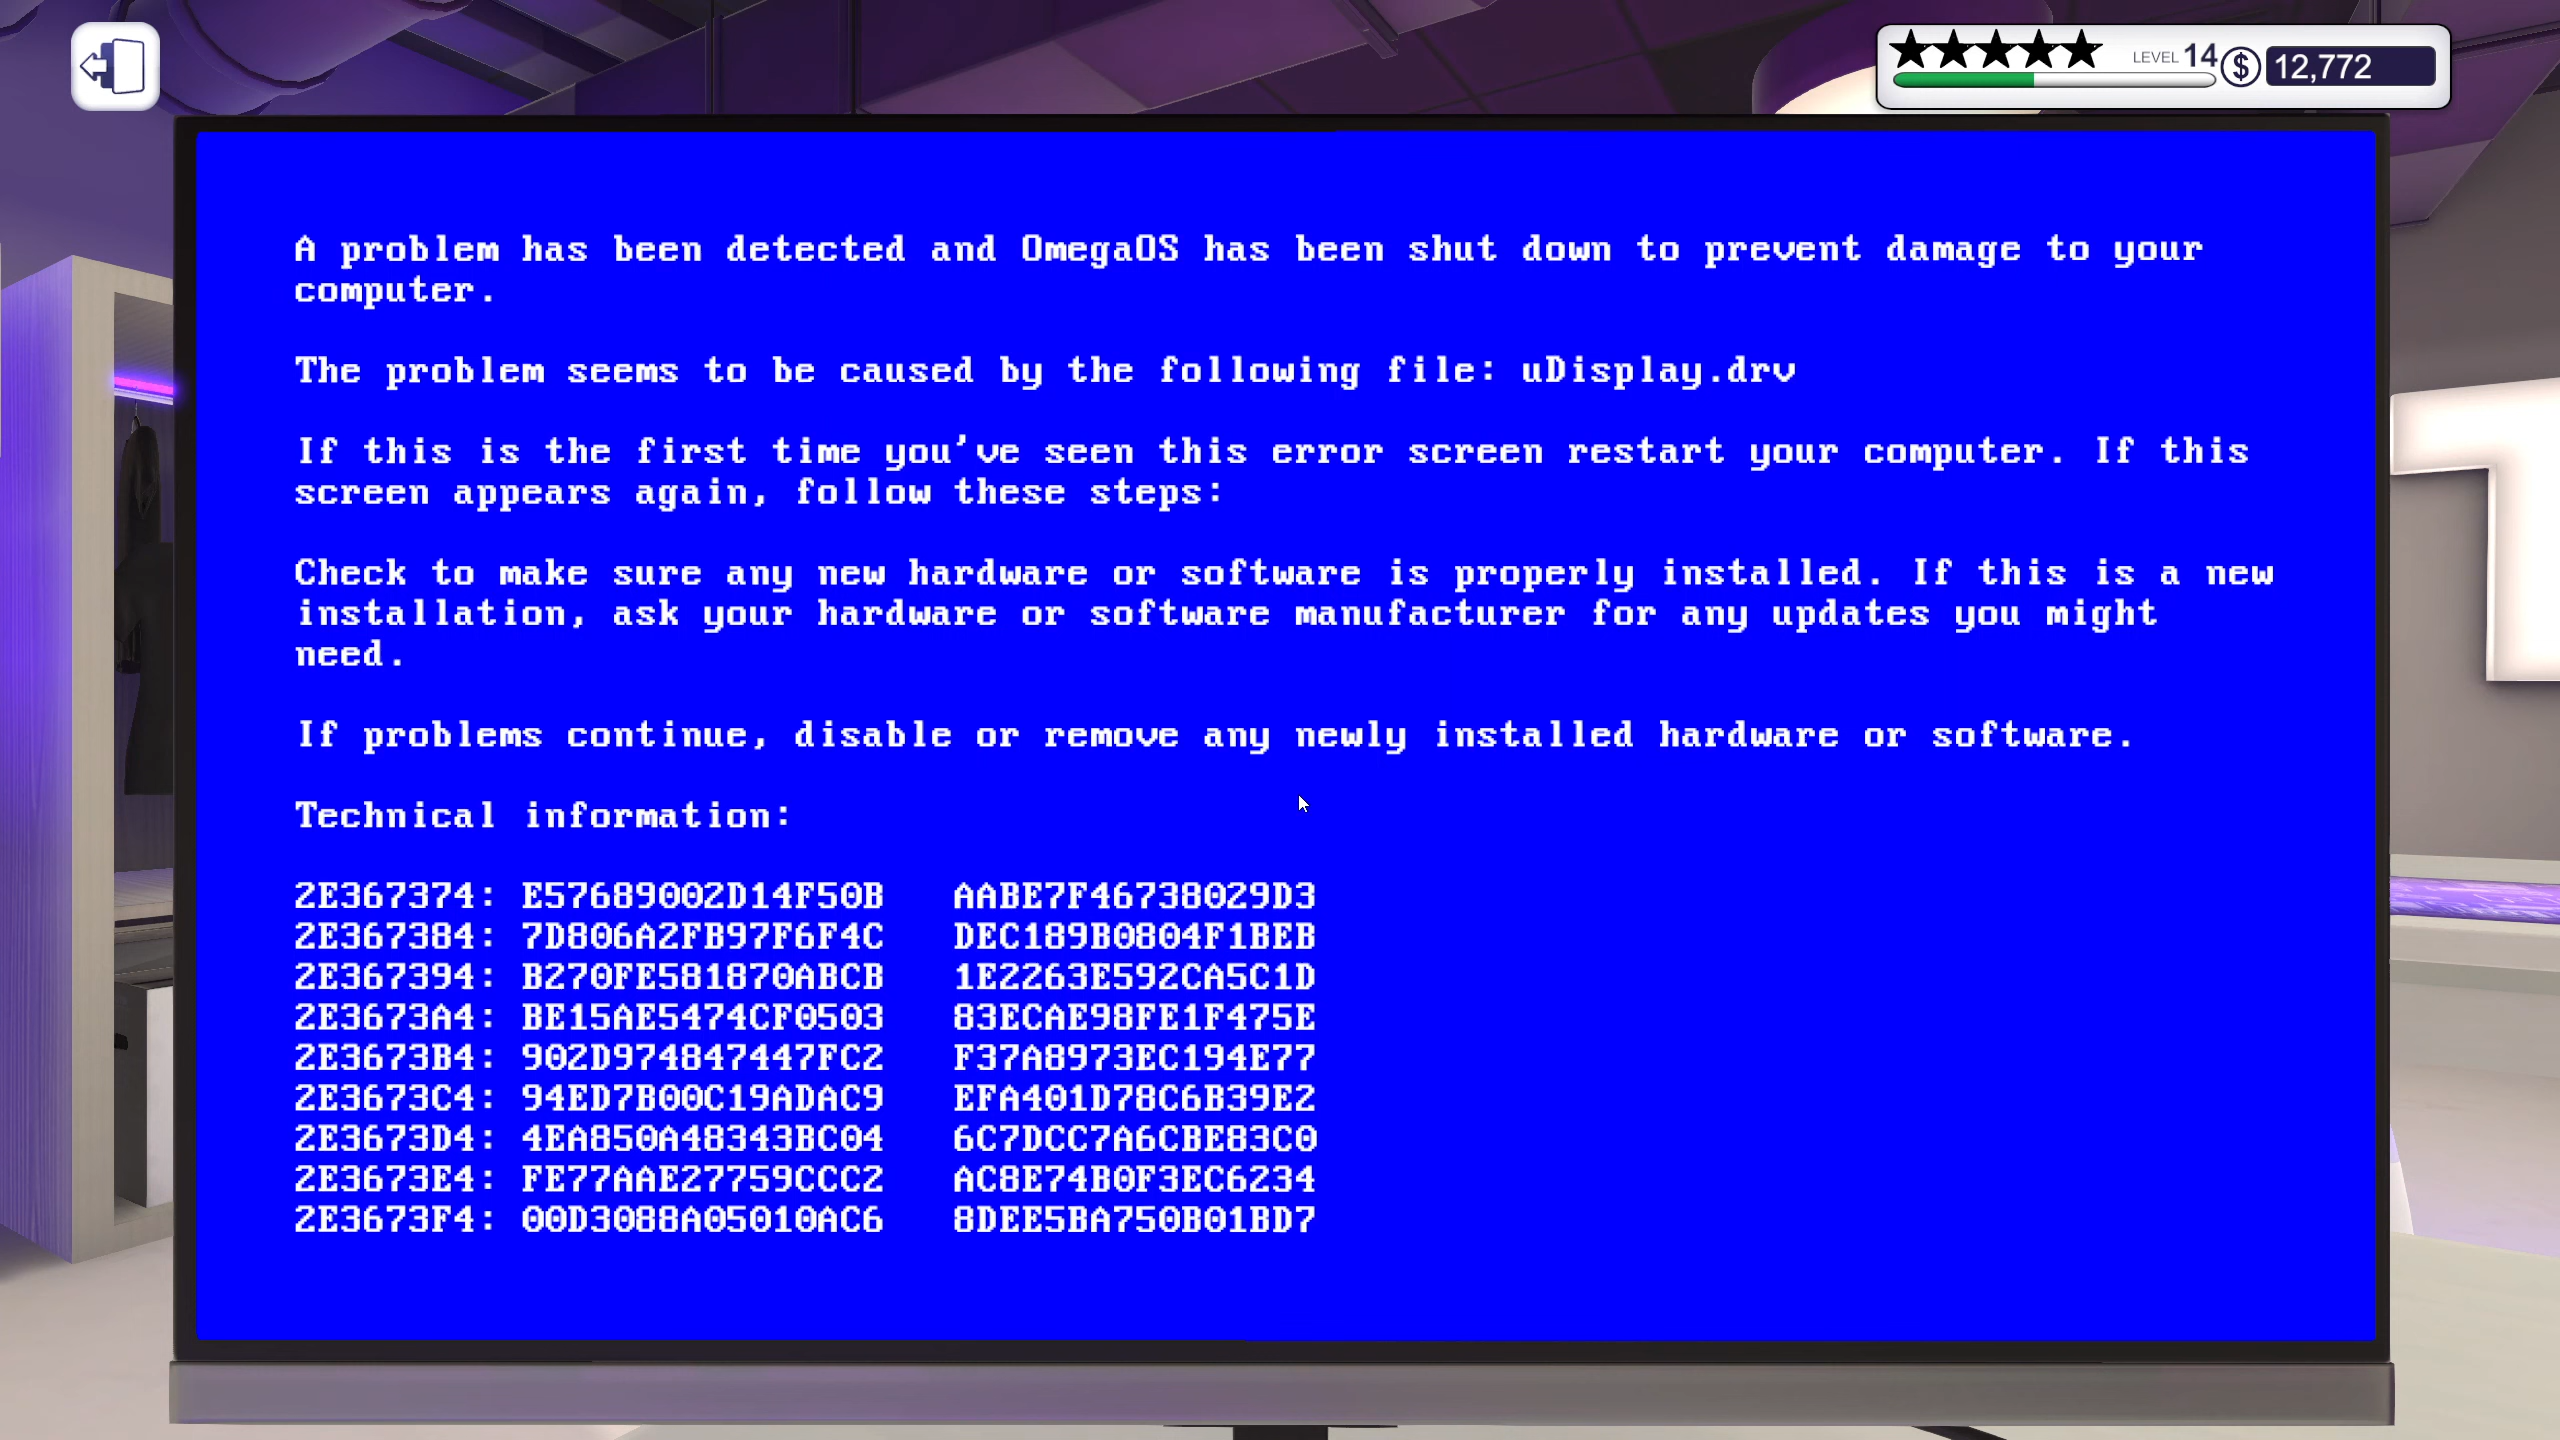 LEVEL 14 $ 12,772
A problem has been detected and OmegaOS has been shut down to prevent damage to your
computer.
The problem seems to be caused by the following file: uDisplay.drv
If this is the first time you've seen this error screen restart your computer. If this
screen appears again, follow these steps:
Check to make sure any new hardware or software is properly installed. If this is a new
installation, ask your hardware or software manufacturer for any updates you might
need.
If problems continue, disable or remove any newly installed hardware or software.
Technical information:
2E367374: E57689002D14F50B AABE7F46738029D3
2E367384: 7D806A2FB97F6F4C DEC189B0804F1BEB
2E367394: B270FE581870ABCB 1E2263E592CA5C1D
2E3673A4: BE15AE5474CF0503 83ECAE98FE1F475E
2E3673B4: 902D974847447FC2 F37A8973EC194E77
2E3673C4: 94ED7B00C19ADAC9 EFA401D78C6B39E2
2E3673D4: 4EA850A48343BC04 6C7DCC7A6CBE83C0
2E3673E4: FE77AAE27759CCC2 AC8E74B0F3EC6234
2E3673F4: 00D3088A05010AC6 8DEE5BA750B01BD7